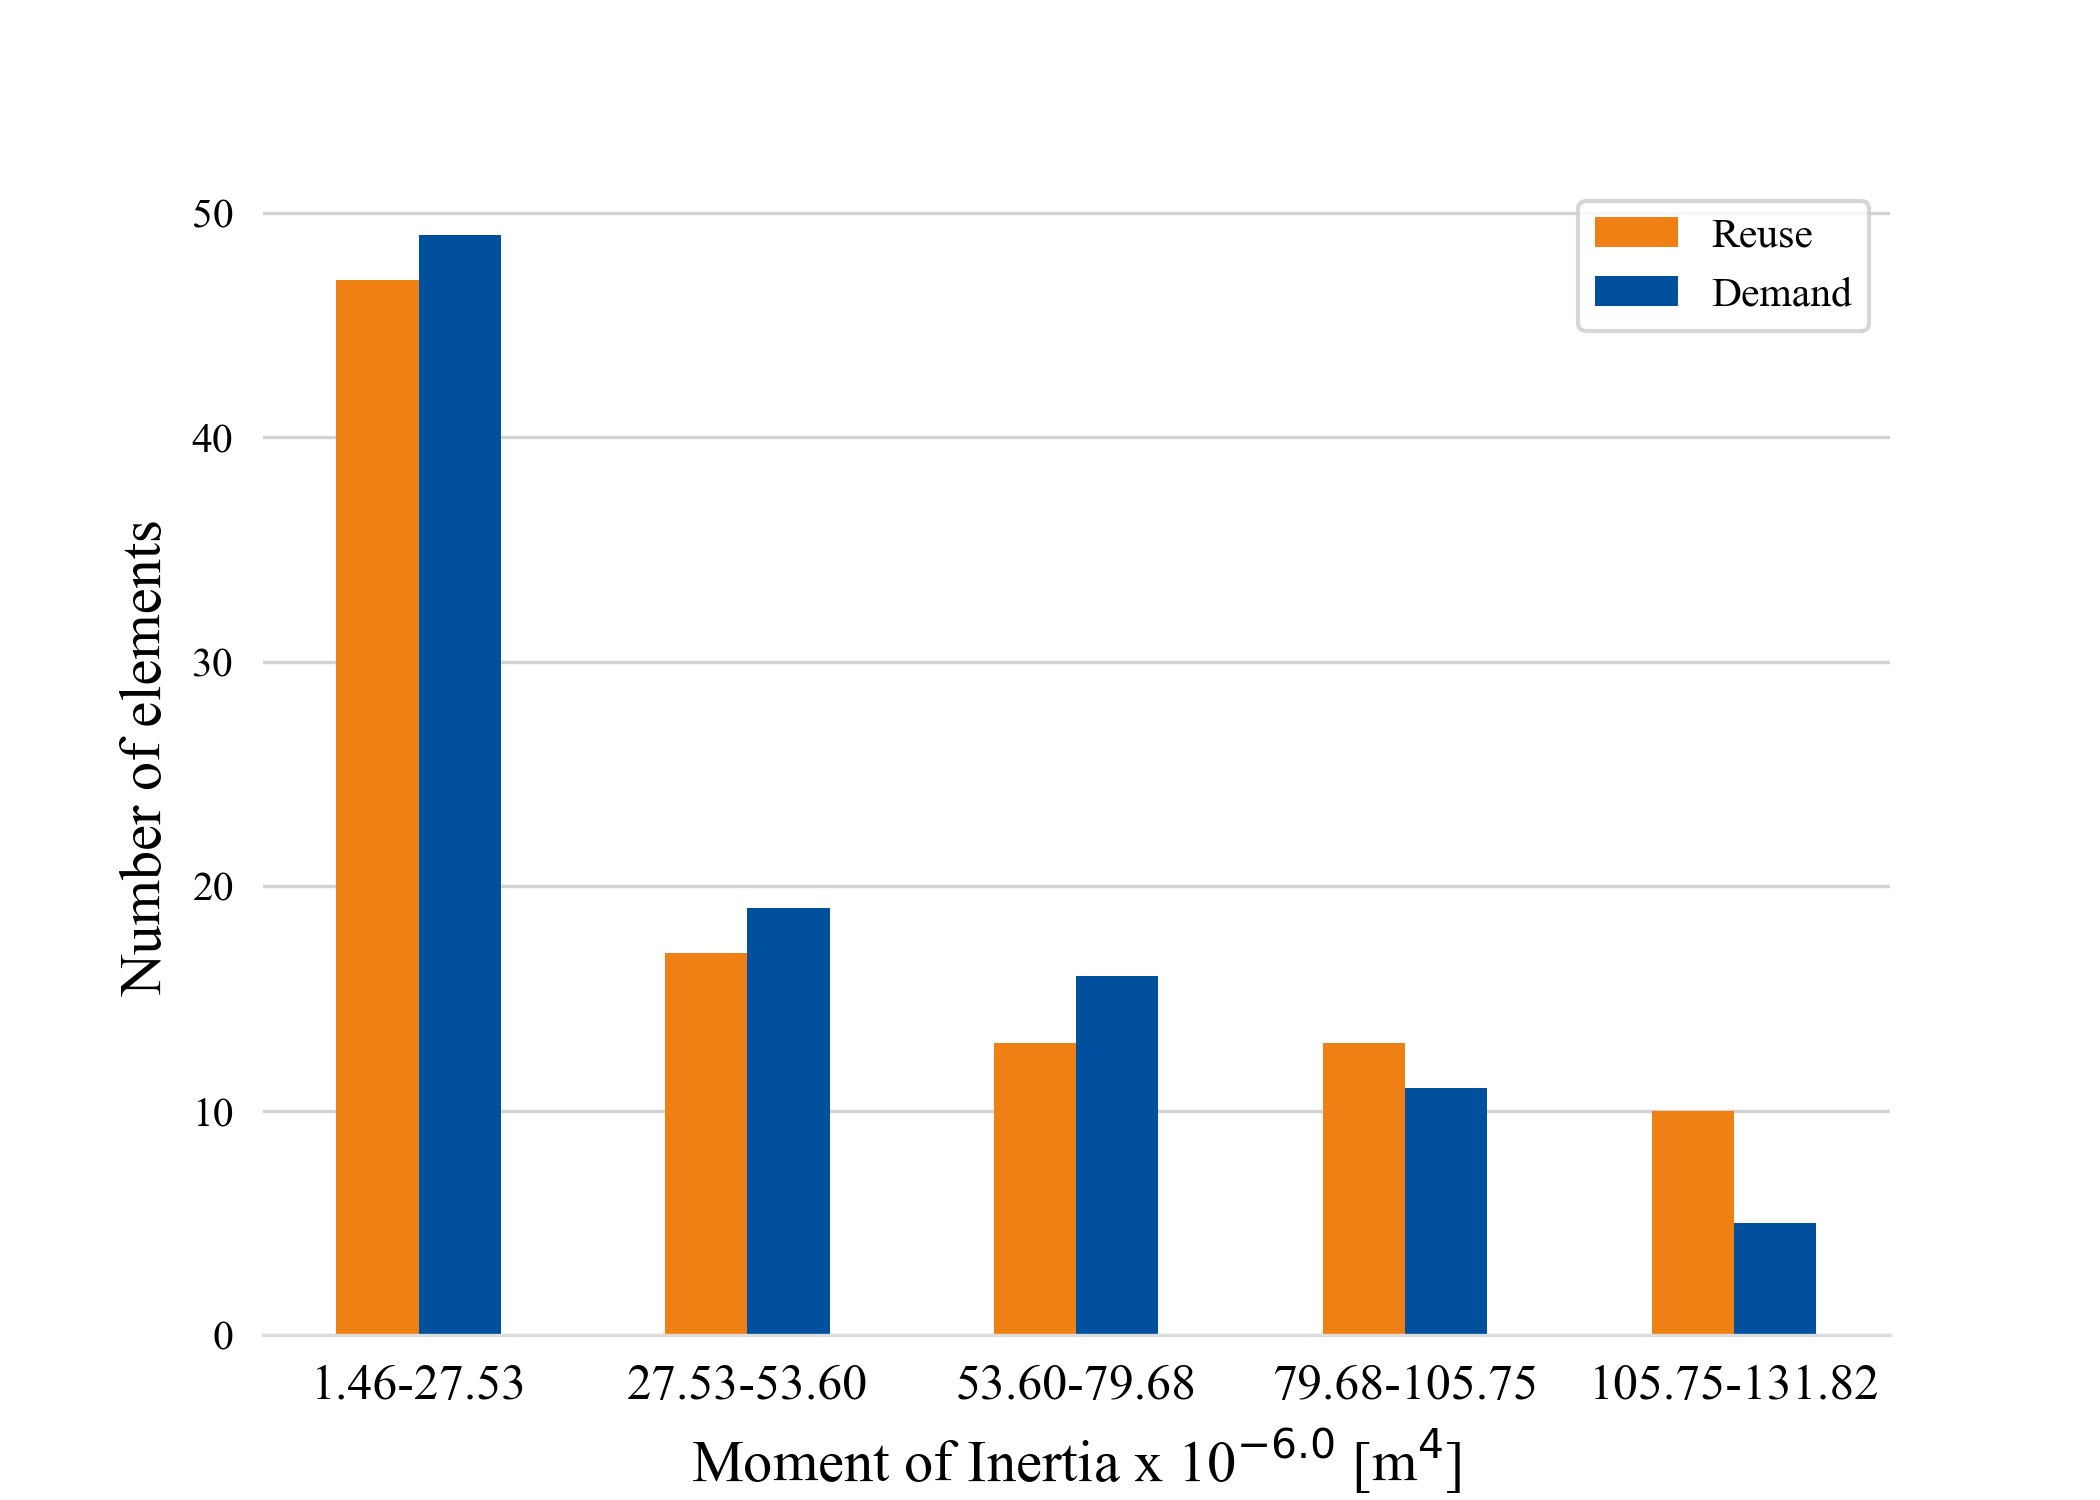 50
40
30
20
10
0
Number of elements
Reuse
Demand
1.46-27.53 27.53-53.60 53.60-79.68 79.68-105.75 105.75-131.82
Moment of Inertia x 10⁻⁶·⁰ [m⁴]